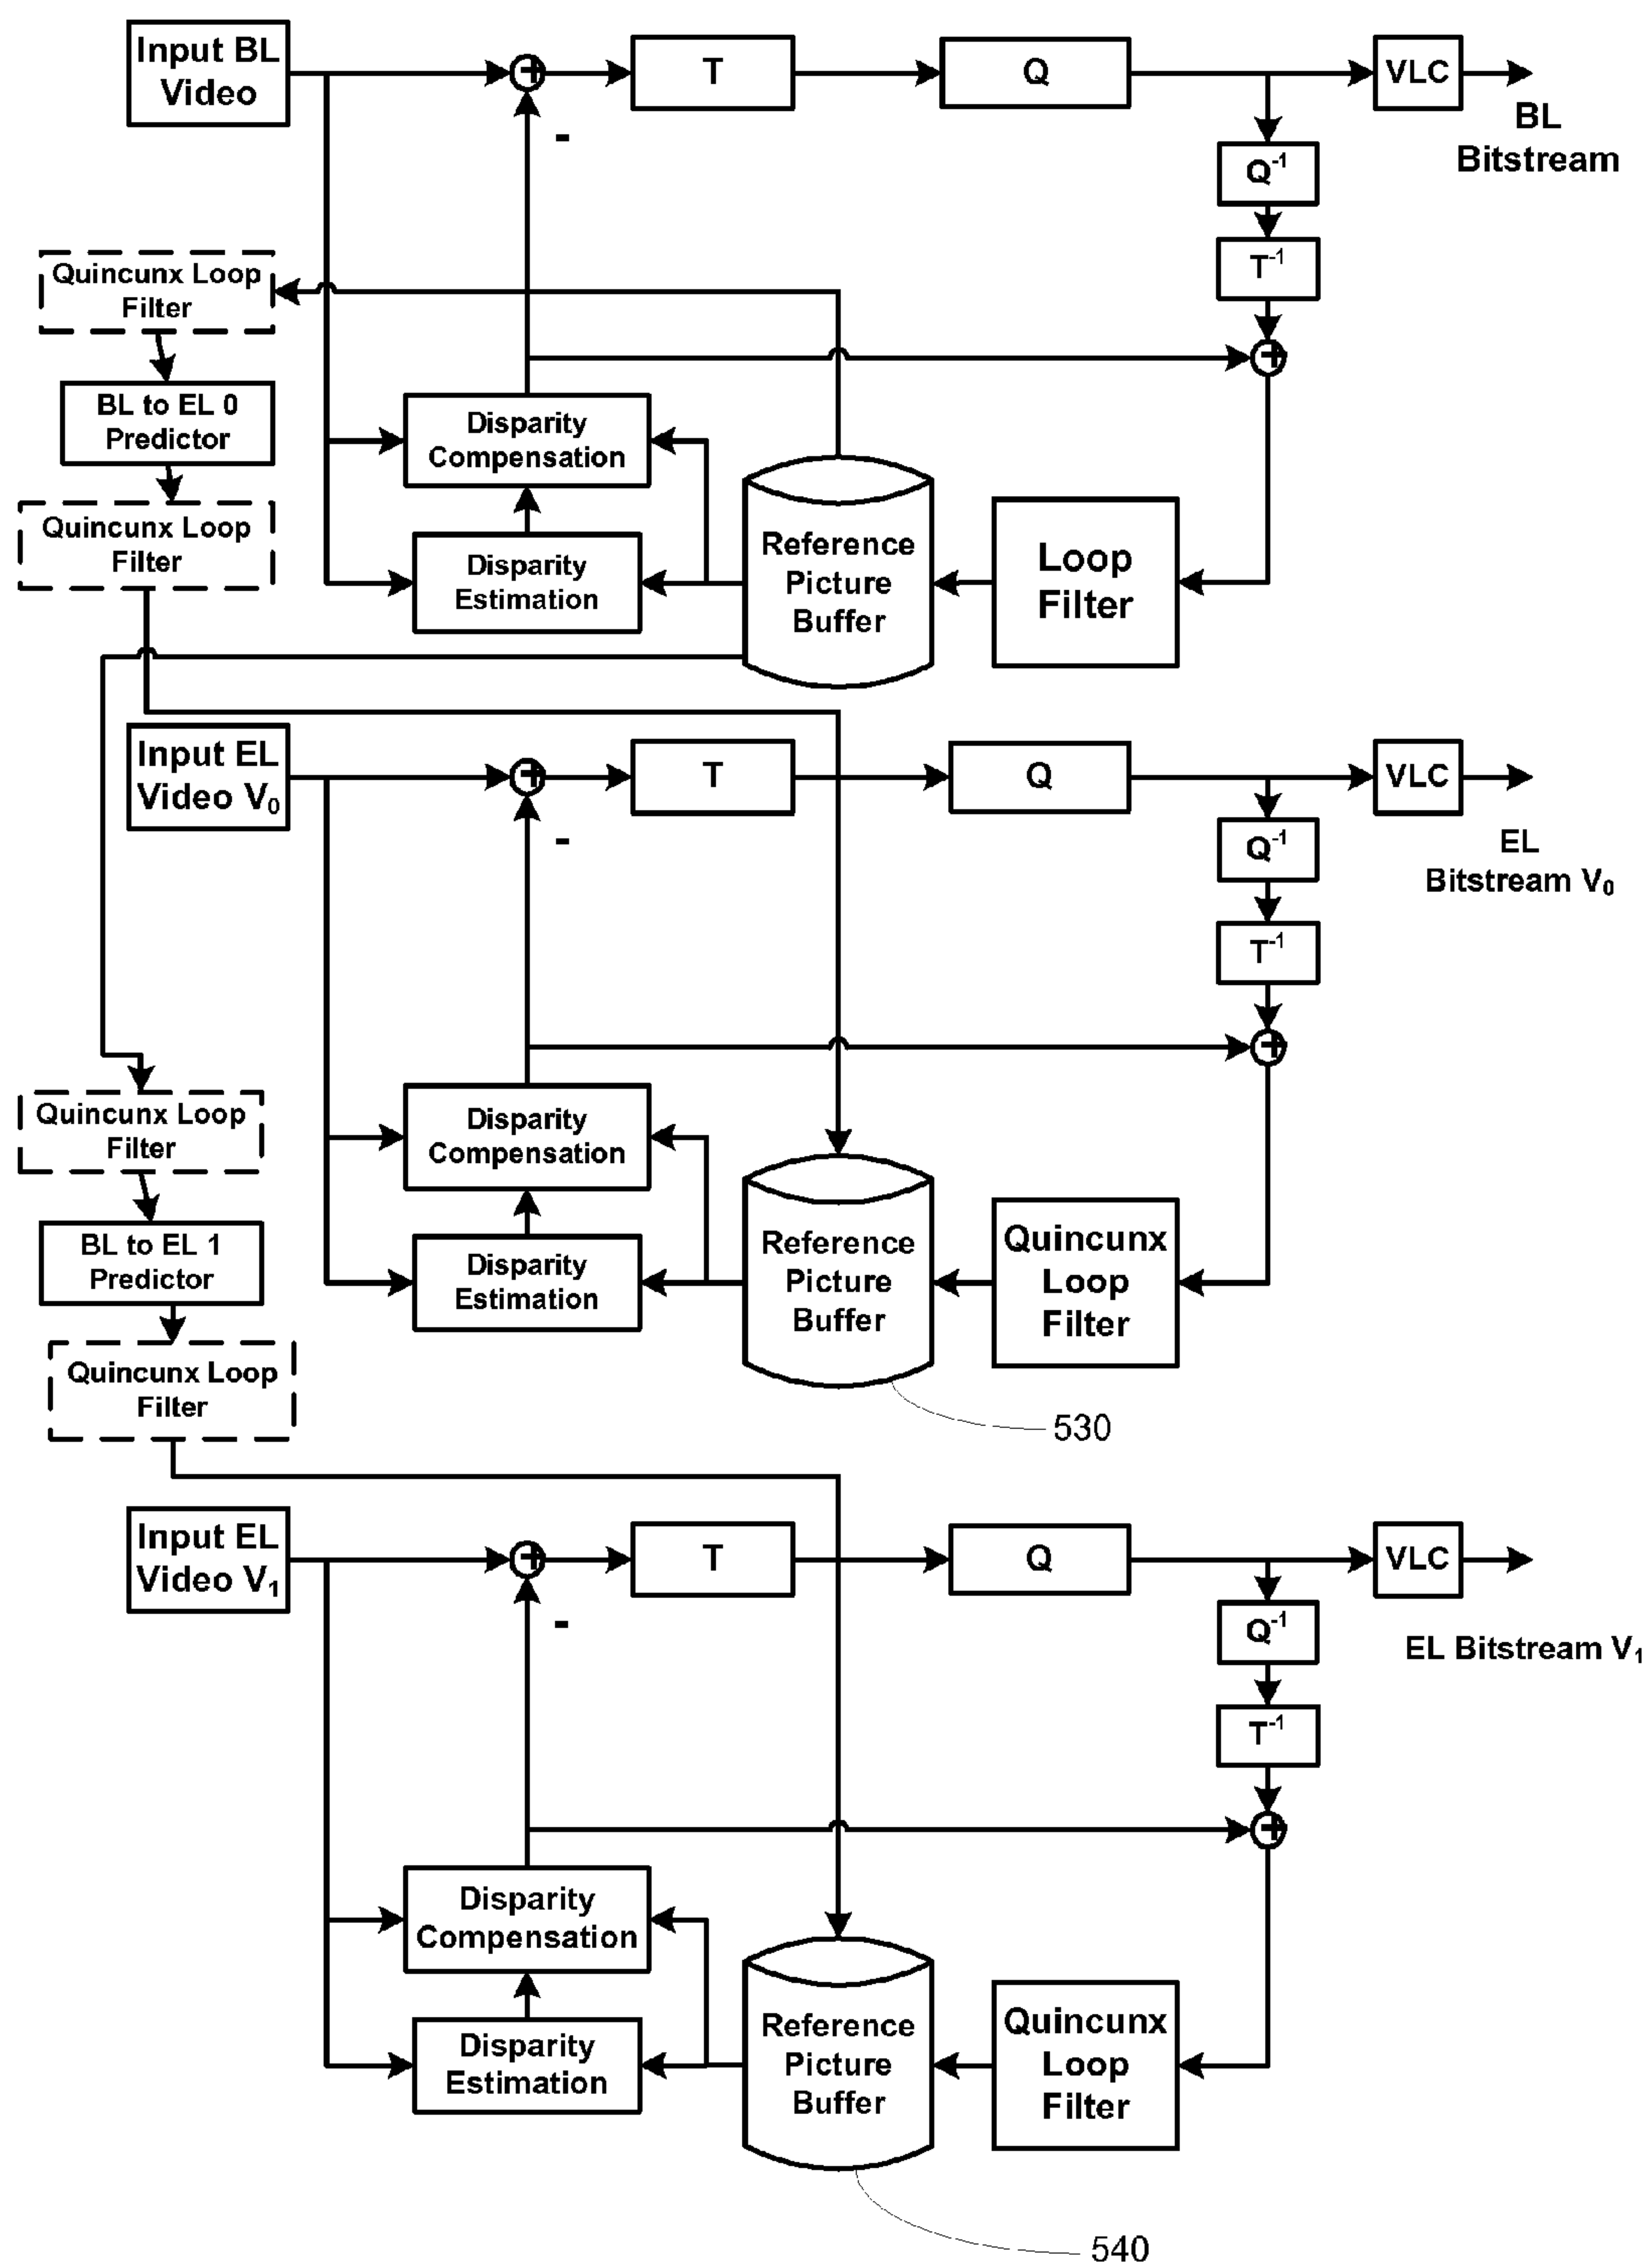 Input BL
Video
+
T
Q
VLC
-
BL
Bitstream
Q-1
T-1
+
Quincunx Loop
Filter
BL to EL 0
Predictor
Quincunx Loop
Filter
Disparity
Compensation
Disparity
Estimation
Reference
Picture
Buffer
Loop
Filter
Input EL
Video V0
+
T
Q
VLC
-
EL
Bitstream V0
Q-1
T-1
+
Quincunx Loop
Filter
BL to EL 1
Predictor
Quincunx Loop
Filter
Disparity
Compensation
Disparity
Estimation
Reference
Picture
Buffer
Quincunx
Loop
Filter
530
Input EL
Video V1
+
T
Q
VLC
-
EL Bitstream V1
Q-1
T-1
+
Disparity
Compensation
Disparity
Estimation
Reference
Picture
Buffer
Quincunx
Loop
Filter
540